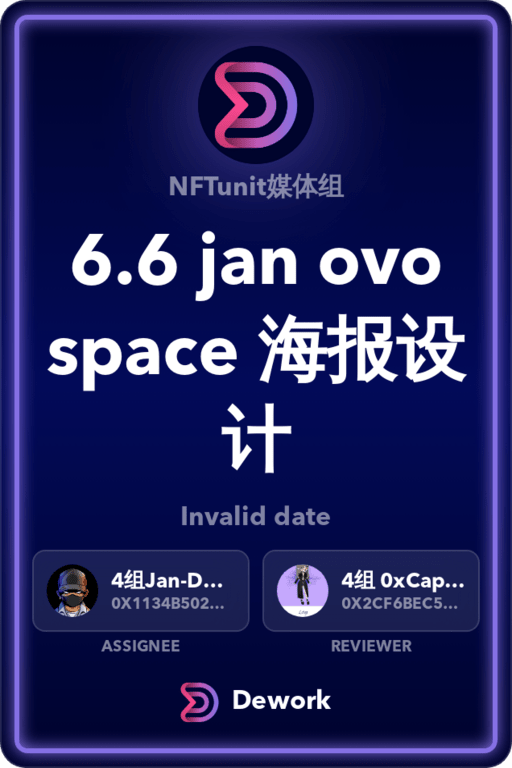 NFTunit媒体组
6.6 jan ovo
space 海报设
计
Invalid date
4组Jan-D...
0X1134B502...
4组 0xCap...
0X2CF6BEC5...
ASSIGNEE
REVIEWER
Dework